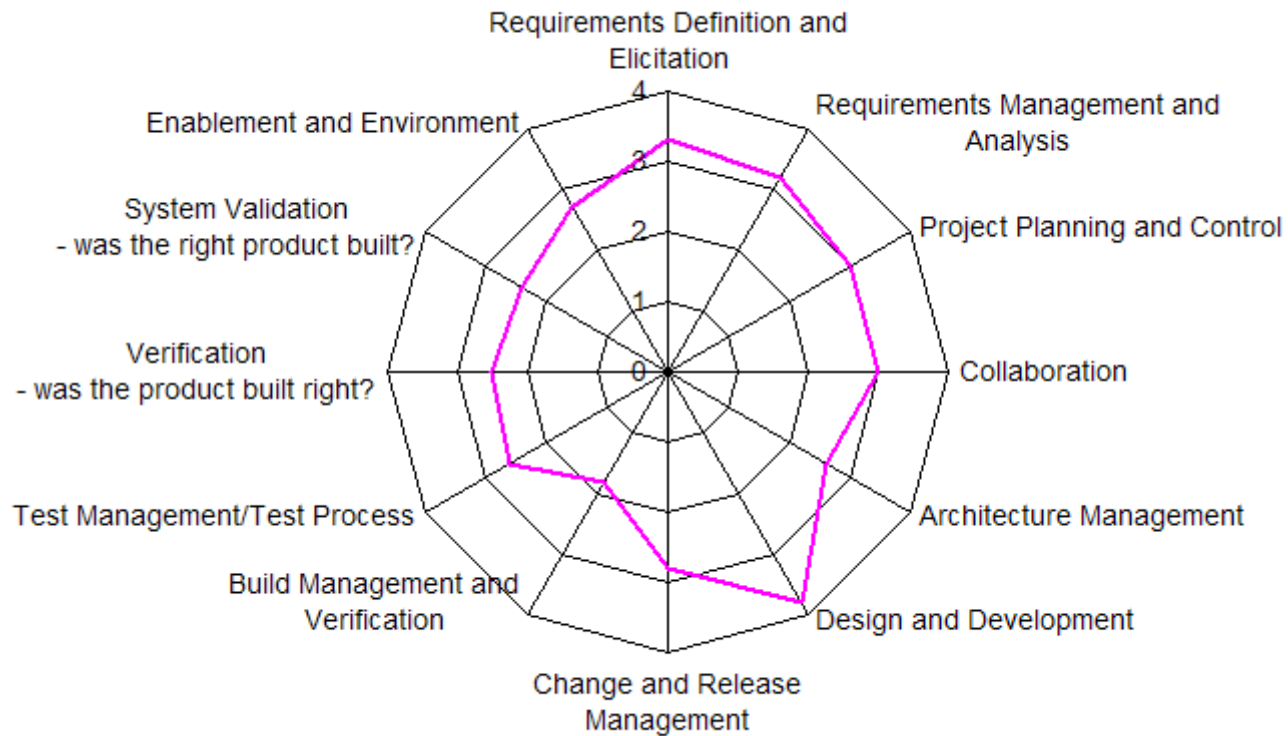 Requirements Definition and
Elicitation
4
Requirements Management and
Analysis
Enablement and Environment
3
System Validation
- was the right product built?
Project Planning and Control
2
1
Verification
- was the product built right?
0
Collaboration
Test Management/Test Process
Architecture Management
Build Management and
Verification
Design and Development
Change and Release
Management